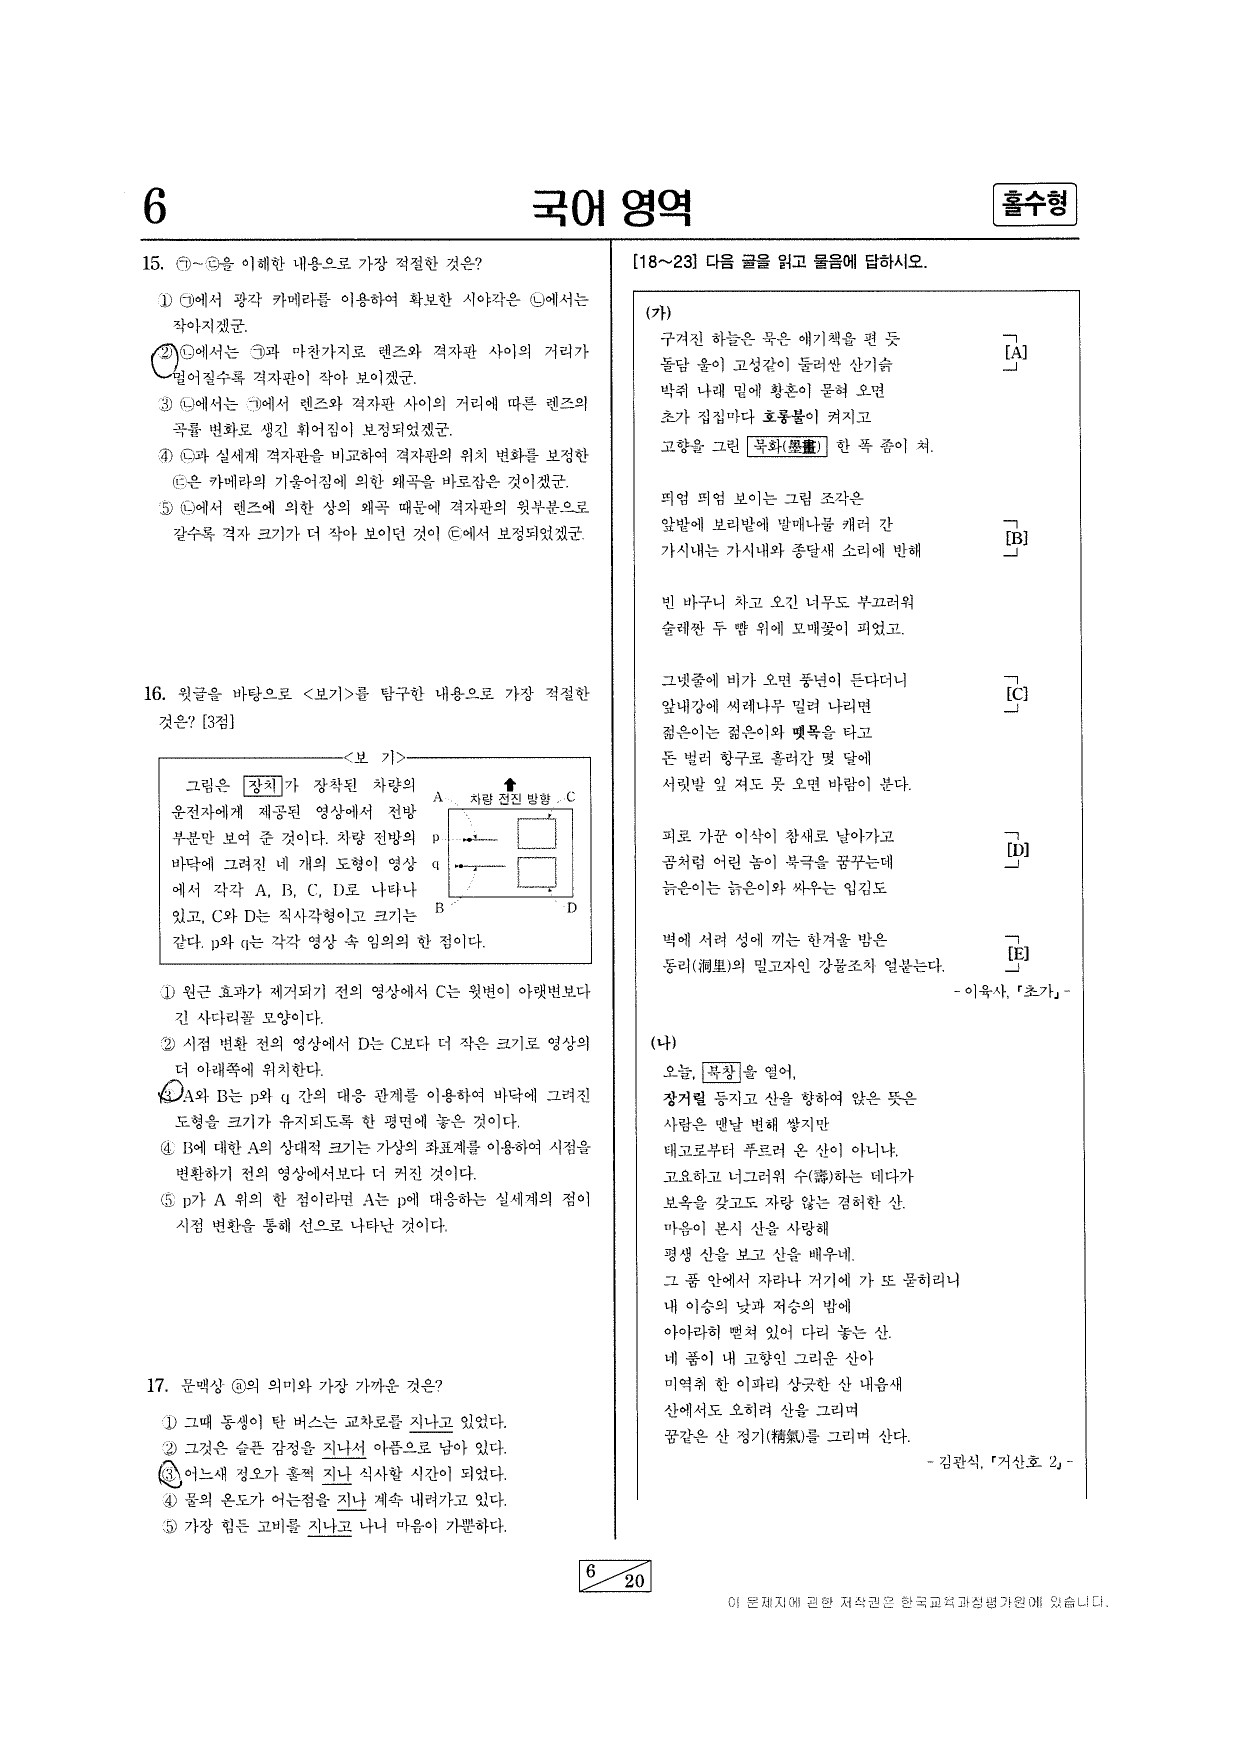 6
국어 영역
홀수형
15. ㉠~㉢을 이해한 내용으로 가장 적절한 것은?
① ㉠에서 광각 카메라를 이용하여 확보한 시야각은 ㉡에서는
작아지겠군.
② ㉡에서는 ㉠과 마찬가지로 렌즈와 격자판 사이의 거리가
멀어질수록 격자판이 작아 보이겠군.
③ ㉡에서는 ㉠에서 렌즈와 격자판 사이의 거리에 따른 렌즈의
곡률 변화로 생긴 휘어짐이 보정되었겠군.
④ ㉡과 실세계 격자판을 비교하여 격자판의 위치 변화를 보정한
㉢은 카메라의 기울어짐에 의한 왜곡을 바로잡은 것이겠군.
⑤ ㉡에서 렌즈에 의한 상의 왜곡 때문에 격자판의 윗부분으로
갈수록 격자 크기가 더 작아 보이던 것이 ㉢에서 보정되었겠군.
16. 윗글을 바탕으로 <보기>를 탐구한 내용으로 가장 적절한
것은? [3점]
<보 기>
그림은 장치가 장착된 차량의
운전자에게 제공된 영상에서 전방
부분만 보여 준 것이다. 차량 전방의
바닥에 그려진 네 개의 도형이 영상
에서 각각 A, B, C, D로 나타나
있고, C와 D는 직사각형이고 크기는
같다. p와 q는 각각 영상 속 임의의 한 점이다.
A 차량 전진 방향 C
p
q
B D
① 원근 효과가 제거되기 전의 영상에서 C는 윗변이 아랫변보다
긴 사다리꼴 모양이다.
② 시점 변환 전의 영상에서 D는 C보다 더 작은 크기로 영상의
더 아래쪽에 위치한다.
③ A와 B는 p와 q 간의 대응 관계를 이용하여 바닥에 그려진
도형을 크기가 유지되도록 한 평면에 놓은 것이다.
④ B에 대한 A의 상대적 크기는 가상의 좌표계를 이용하여 시점을
변환하기 전의 영상에서보다 더 커진 것이다.
⑤ p가 A 위의 한 점이라면 A는 p에 대응하는 실세계의 점이
시점 변환을 통해 선으로 나타난 것이다.
17. 문맥상 ⓐ의 의미와 가장 가까운 것은?
① 그때 동생이 탄 버스는 교차로를 지나고 있었다.
② 그것은 슬픈 감정을 지나서 아픔으로 남아 있다.
③ 어느새 정오가 훌쩍 지나 식사할 시간이 되었다.
④ 물의 온도가 어는점을 지나 계속 내려가고 있다.
⑤ 가장 힘든 고비를 지나고 나니 마음이 가뿐하다.
[18~23] 다음 글을 읽고 물음에 답하시오.
(가)
구겨진 하늘은 묵은 얘기책을 편 듯
돌담 울이 고성같이 둘러싼 산기슭
[A]
박쥐 나래 밑에 황혼이 묻혀 오면
초가 집집마다 호롱불이 켜지고
고향을 그린 묵화(墨畫) 한 폭 좀이 쳐.
띄엄 띄엄 보이는 그림 조각은
앞밭에 보리밭에 말매나물 캐러 간
[B]
가시내는 가시내와 종달새 소리에 반해
빈 바구니 차고 오긴 너무도 부끄러워
술레짠 두 뺨 위에 모매꽃이 피었고.
그넷줄에 비가 오면 풍년이 든다더니
[C]
앞내강에 씨레나무 밀려 나리면
젊은이는 젊은이와 뗏목을 타고
돈 벌러 항구로 흘러간 몇 달에
서릿발 잎 져도 못 오면 바람이 분다.
피로 가꾼 이삭이 참새로 날아가고
[D]
곰처럼 어린 놈이 북극을 꿈꾸는데
늙은이는 늙은이와 싸우는 입김도
벽에 서려 성에 끼는 한겨울 밤은
[E]
동리(洞里)의 밀고자인 강물조차 얼붙는다.
- 이육사, 「초가」 -
(나)
오늘, 북창을 열어,
장거릴 등지고 산을 향하여 앉은 뜻은
사람은 맨날 변해 쌓지만
태고로부터 푸르러 온 산이 아니냐.
고요하고 너그러워 수(壽)하는 데다가
보옥을 갖고도 자랑 않는 겸허한 산.
마음이 본시 산을 사랑해
평생 산을 보고 산을 배우네.
그 품 안에서 자라나 거기에 가 또 묻히리니
내 이승의 낮과 저승의 밤에
아아라히 뻗쳐 있어 다리 놓는 산.
네 품이 내 고향인 그리운 산아
미역취 한 이파리 상긋한 산 내음새
산에서도 오히려 산을 그리며
꿈같은 산 정기(精氣)를 그리며 산다.
- 김관식, 「거산호 2」 -
6
20
이 문제지에 관한 저작권은 한국교육과정평가원에 있습니다.